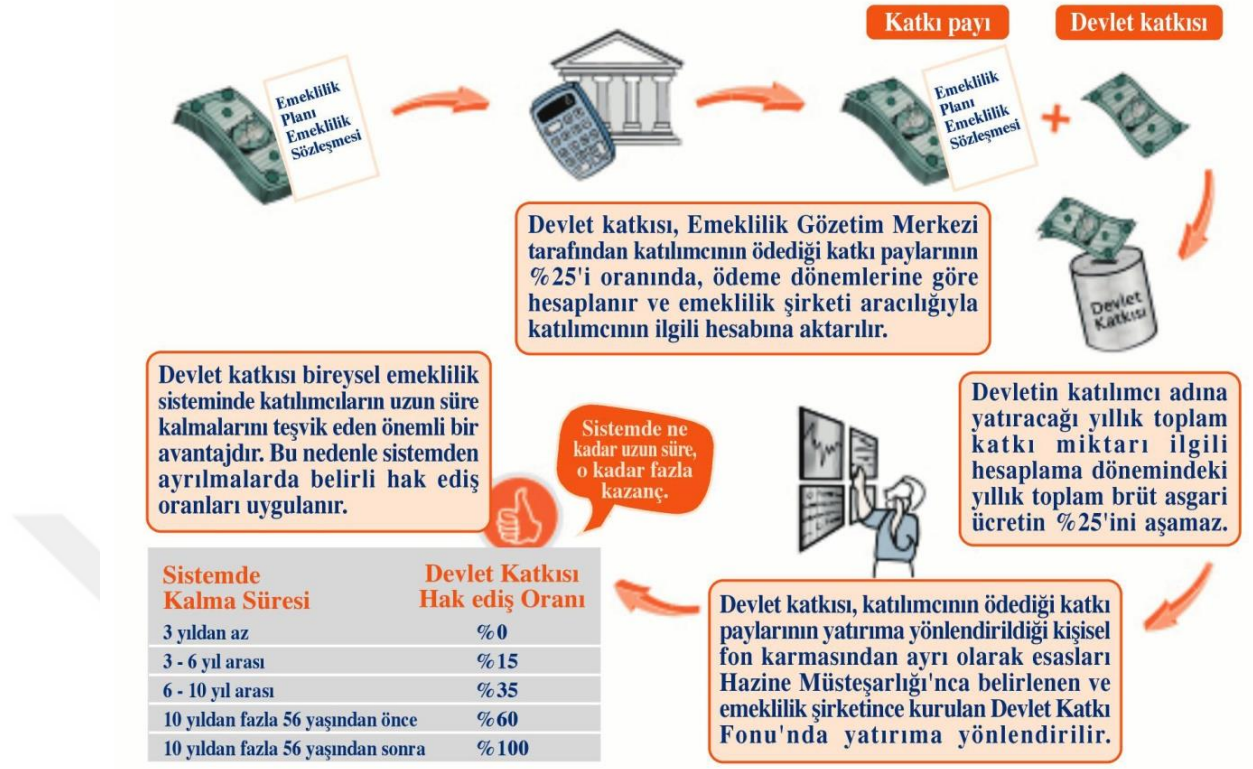 Katkı payı
Devlet katkısı
Emeklilik
Planı
Emeklilik
Sözleşmesi
Emeklilik
Planı
Emeklilik
Sözleşmesi
+
Devlet katkısı, Emeklilik Gözetim Merkezi
tarafından katılımcının ödediği katkı paylarının
%25'i oranında, ödeme dönemlerine göre
hesaplanır ve emeklilik şirketi aracılığıyla
katılımcının ilgili hesabına aktarılır.
Devlet
Katkısı
Devletin katılımcı adına
yatıracağı yıllık toplam
katkı miktarı ilgili
hesaplama dönemindeki
yıllık toplam brüt asgari
ücretin %25'ini aşamaz.
Devlet katkısı, katılımcının ödediği katkı
paylarının yatırıma yönlendirildiği kişisel
fon karmasından ayrı olarak esasları
Hazine Müsteşarlığı'nca belirlenen ve
emeklilik şirketince kurulan Devlet Katkı
Fonu'nda yatırıma yönlendirilir.
Devlet katkısı bireysel emeklilik
sisteminde katılımcıların uzun süre
kalmalarını teşvik eden önemli bir
avantajdır. Bu nedenle sistemden
ayrılmalarda belirli hak ediş
oranları uygulanır.
Sistemde ne
kadar uzun süre,
o kadar fazla
kazanç.
Sistemde Devlet Katkısı
Kalma Süresi Hak ediş Oranı
3 yıldan az %0
3 - 6 yıl arası %15
6 - 10 yıl arası %35
10 yıldan fazla 56 yaşından önce %60
10 yıldan fazla 56 yaşından sonra %100